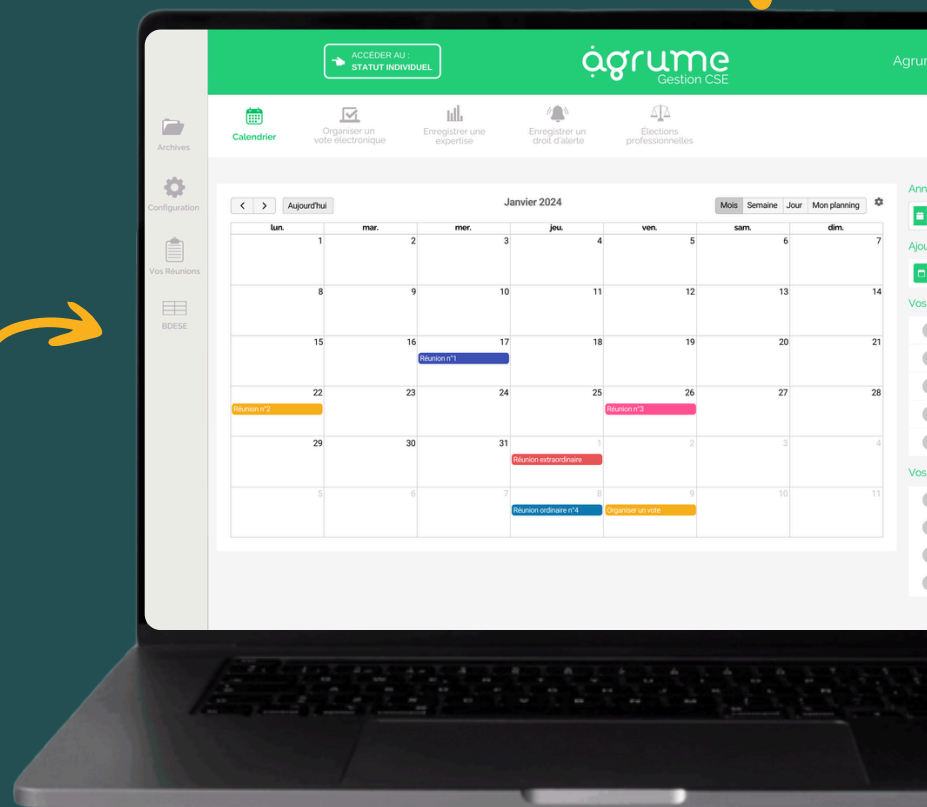 ACCÉDER AU :
STATUT INDIVIDUEL
agrume
Gestion CSE
Agrum
Calendrier
Organiser un
vote électronique
Enregistrer une
expertise
Enregistrer un
droit d'alerte
Élections
professionnelles
Archives
Configuration
Vos Réunions
BDESE
< > Aujourd'hui
Janvier 2024
Mois Semaine Jour Mon planning
lun. mar. mer. jeu. ven. sam. dim.
1 2 3 4 5 6 7
8 9 10 11 12 13 14
15 16 17 18 19 20 21
Réunion n°1
22 23 24 25 26 27 28
Réunion n°2 Réunion n°3
29 30 31 1 2 3 4
Réunion extraordinaire
5 6 7 8 9 10 11
Réunion ordinaire n°4 Organiser un vote
Ann
Ajou
Vos
Vos